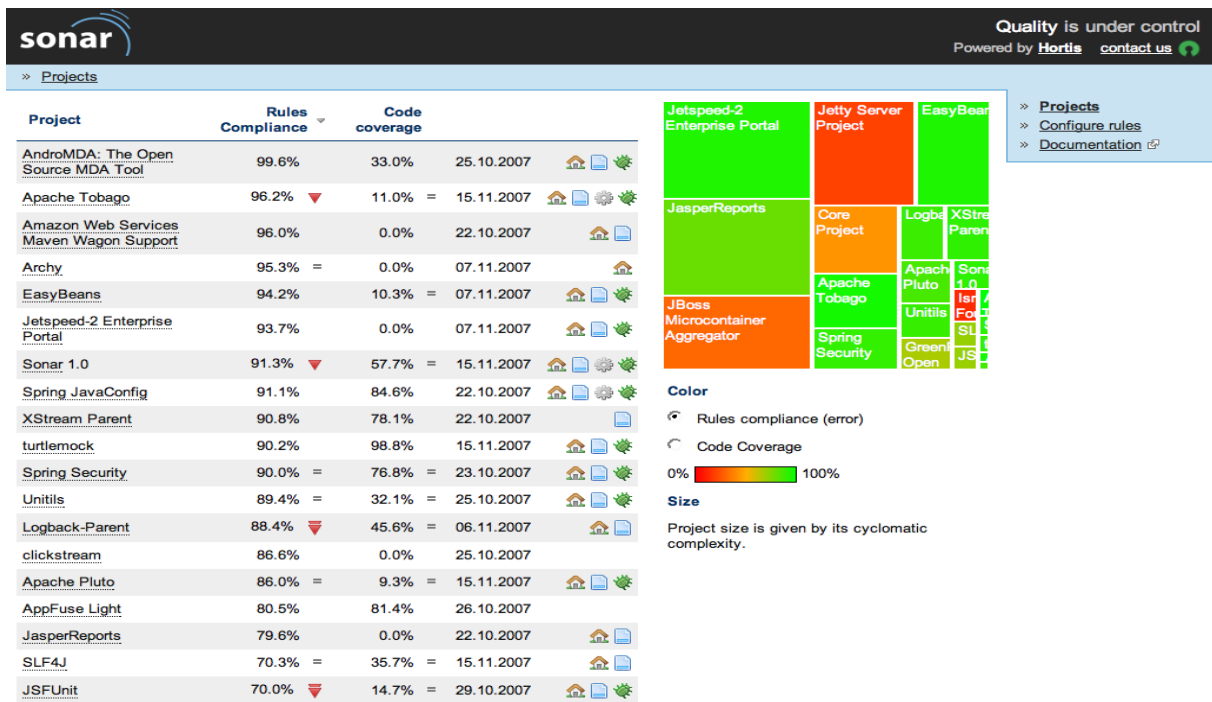 sonar
Quality is under control
Powered by Hortis contact us
» Projects
Project Rules Compliance Code coverage
AndroMDA: The Open Source MDA Tool 99.6% 33.0% 25.10.2007
Apache Tobago 96.2% 11.0% = 15.11.2007
Amazon Web Services Maven Wagon Support 96.0% 0.0% 22.10.2007
Archy 95.3% = 0.0% 07.11.2007
EasyBeans 94.2% 10.3% = 07.11.2007
Jetspeed-2 Enterprise Portal 93.7% 0.0% 07.11.2007
Sonar 1.0 91.3% 57.7% = 15.11.2007
Spring JavaConfig 91.1% 84.6% 22.10.2007
XStream Parent 90.8% 78.1% 22.10.2007
turtlemock 90.2% 98.8% 15.11.2007
Spring Security 90.0% = 76.8% = 23.10.2007
Unitils 89.4% = 32.1% = 25.10.2007
Logback-Parent 88.4% 45.6% = 06.11.2007
clickstream 86.6% 0.0% 25.10.2007
Apache Pluto 86.0% = 9.3% = 15.11.2007
AppFuse Light 80.5% 81.4% 26.10.2007
JasperReports 79.6% 0.0% 22.10.2007
SLF4J 70.3% = 35.7% = 15.11.2007
JSFUnit 70.0% 14.7% = 29.10.2007
Jetspeed-2
Enterprise Portal
Jetty Server
Project
EasyBean
JasperReports
Core
Project
Logba
XStre
Paren
Apache
Tobago
Apach
Pluto
Sona
1.0
JBoss
Microcontainer
Aggregator
Spring
Security
Unitils
Isr
For
SL
Green
Open
JS
Color
Rules compliance (error)
Code Coverage
0% 100%
Size
Project size is given by its cyclomatic
complexity.
» Projects
» Configure rules
» Documentation